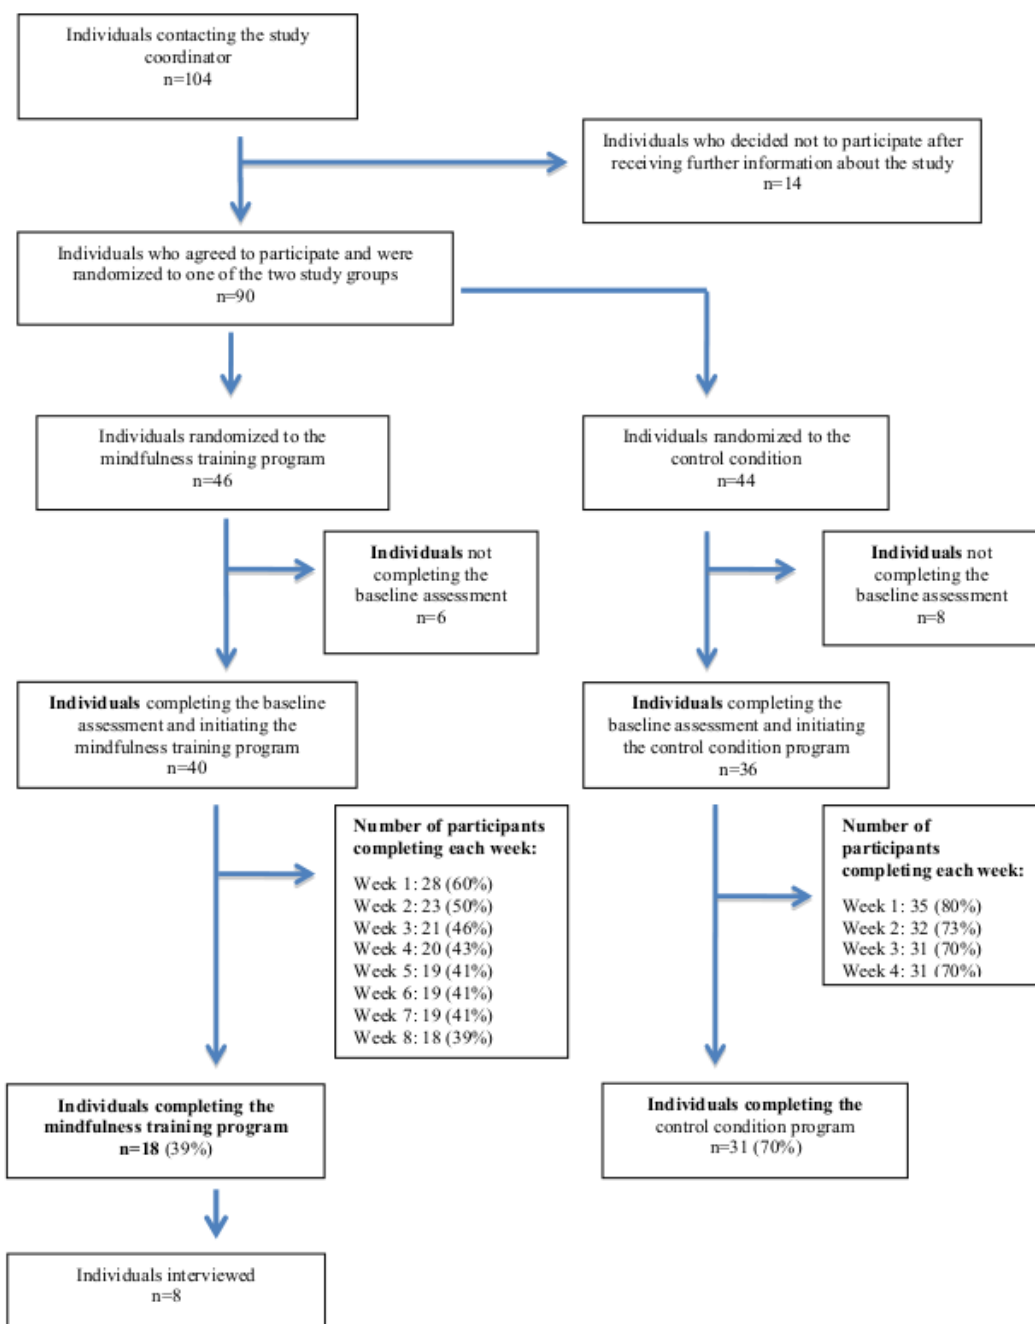 Individuals contacting the study
coordinator
n=104
Individuals who decided not to participate after
receiving further information about the study
n=14
Individuals who agreed to participate and were
randomized to one of the two study groups
n=90
Individuals randomized to the
mindfulness training program
n=46
Individuals randomized to the
control condition
n=44
Individuals not
completing the
baseline assessment
n=6
Individuals not
completing the
baseline assessment
n=8
Individuals completing the baseline
assessment and initiating the
mindfulness training program
n=40
Individuals completing the
baseline assessment and initiating
the control condition program
n=36
Number of participants
completing each week:
Week 1: 28 (60%)
Week 2: 23 (50%)
Week 3: 21 (46%)
Week 4: 20 (43%)
Week 5: 19 (41%)
Week 6: 19 (41%)
Week 7: 19 (41%)
Week 8: 18 (39%)
Number of
participants
completing each week:
Week 1: 35 (80%)
Week 2: 32 (73%)
Week 3: 31 (70%)
Week 4: 31 (70%)
Individuals completing the
mindfulness training program
n=18 (39%)
Individuals completing the
control condition program
n=31 (70%)
Individuals interviewed
n=8